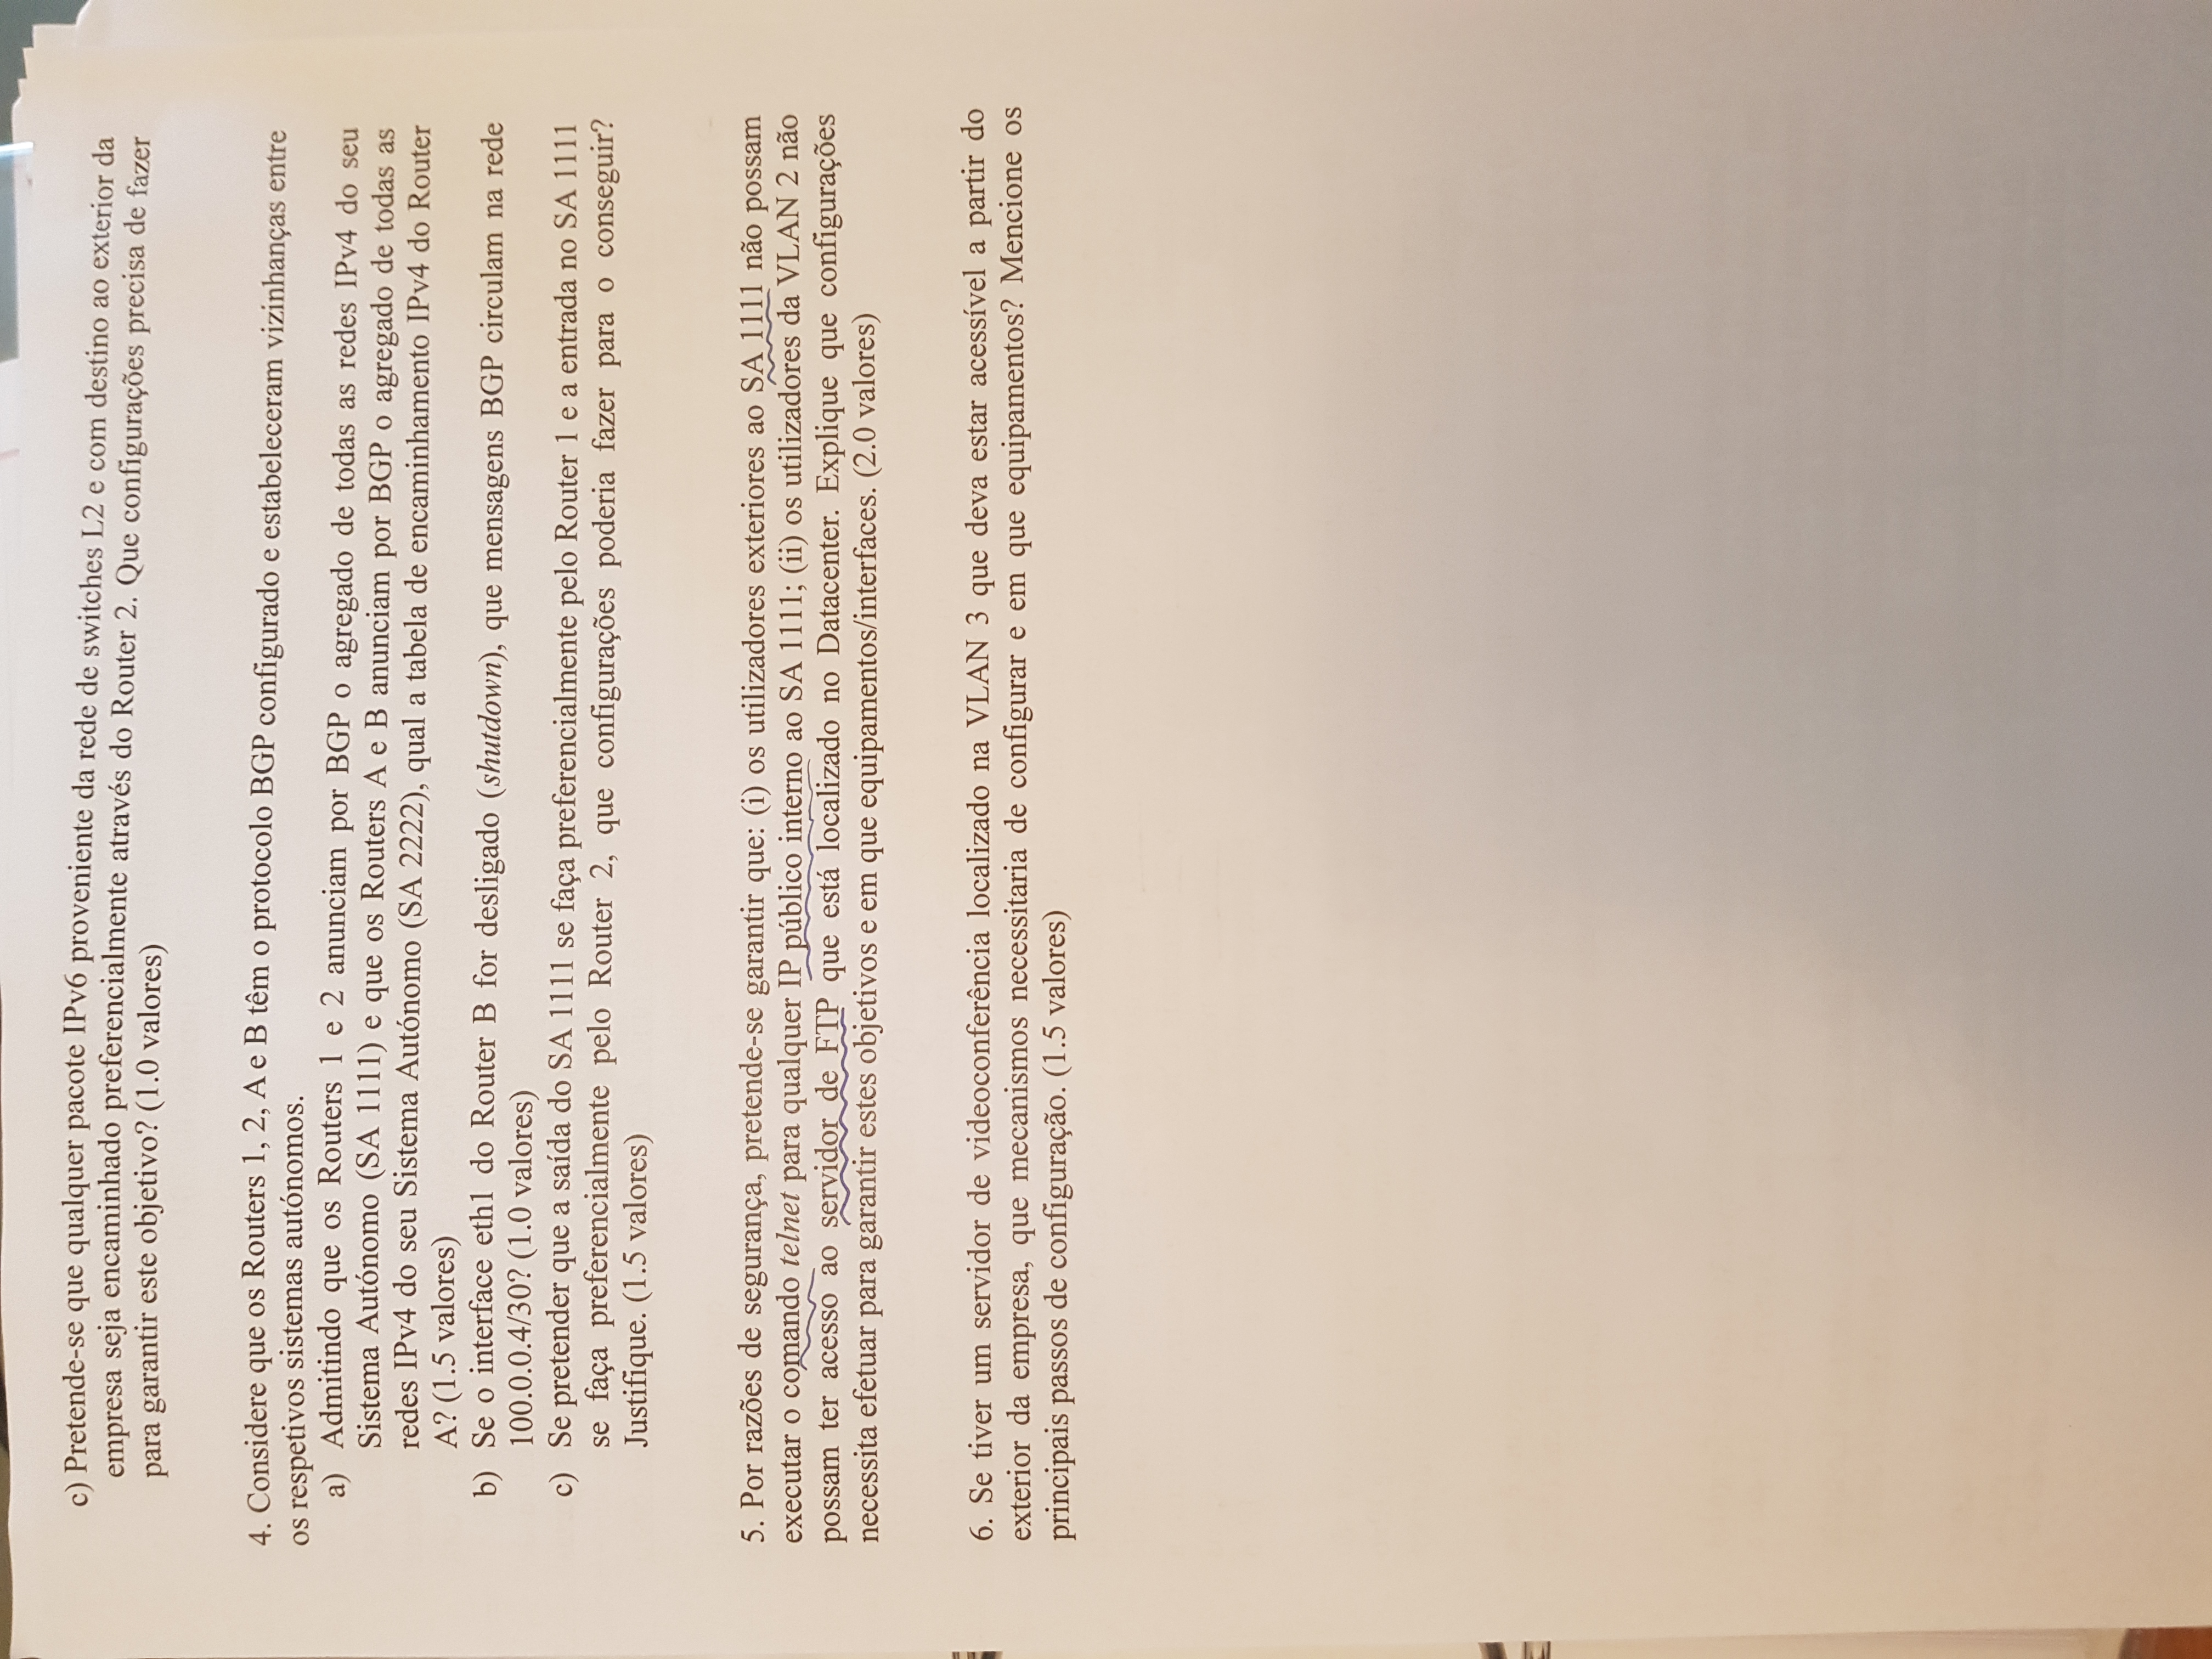 c) Pretende-se que qualquer pacote IPv6 proveniente da rede de switches L2 e com destino ao exterior da
empresa seja encaminhado preferencialmente através do Router 2. Que configurações precisa de fazer
para garantir este objetivo? (1.0 valores)
4. Considere que os Routers 1, 2, A e B têm o protocolo BGP configurado e estabeleceram vizinhanças entre
os respetivos sistemas autónomos.
a) Admitindo que os Routers 1 e 2 anunciam por BGP o agregado de todas as redes IPv4 do seu
Sistema Autónomo (SA 1111) e que os Routers A e B anunciam por BGP o agregado de todas as
redes IPv4 do seu Sistema Autónomo (SA 2222), qual a tabela de encaminhamento IPv4 do Router
A? (1.5 valores)
b) Se o interface eth1 do Router B for desligado (shutdown), que mensagens BGP circulam na rede
100.0.0.4/30? (1.0 valores)
c) Se pretender que a saída do SA 1111 se faça preferencialmente pelo Router 1 e a entrada no SA 1111
se faça preferencialmente pelo Router 2, que configurações poderia fazer para o conseguir?
Justifique. (1.5 valores)
5. Por razões de segurança, pretende-se garantir que: (i) os utilizadores exteriores ao SA 1111 não possam
executar o comando telnet para qualquer IP público interno ao SA 1111; (ii) os utilizadores da VLAN 2 não
possam ter acesso ao servidor de FTP que está localizado no Datacenter. Explique que configurações
necessita efetuar para garantir estes objetivos e em que equipamentos/interfaces. (2.0 valores)
6. Se tiver um servidor de videoconferência localizado na VLAN 3 que deva estar acessível a partir do
exterior da empresa, que mecanismos necessitaria de configurar e em que equipamentos? Mencione os
principais passos de configuração. (1.5 valores)